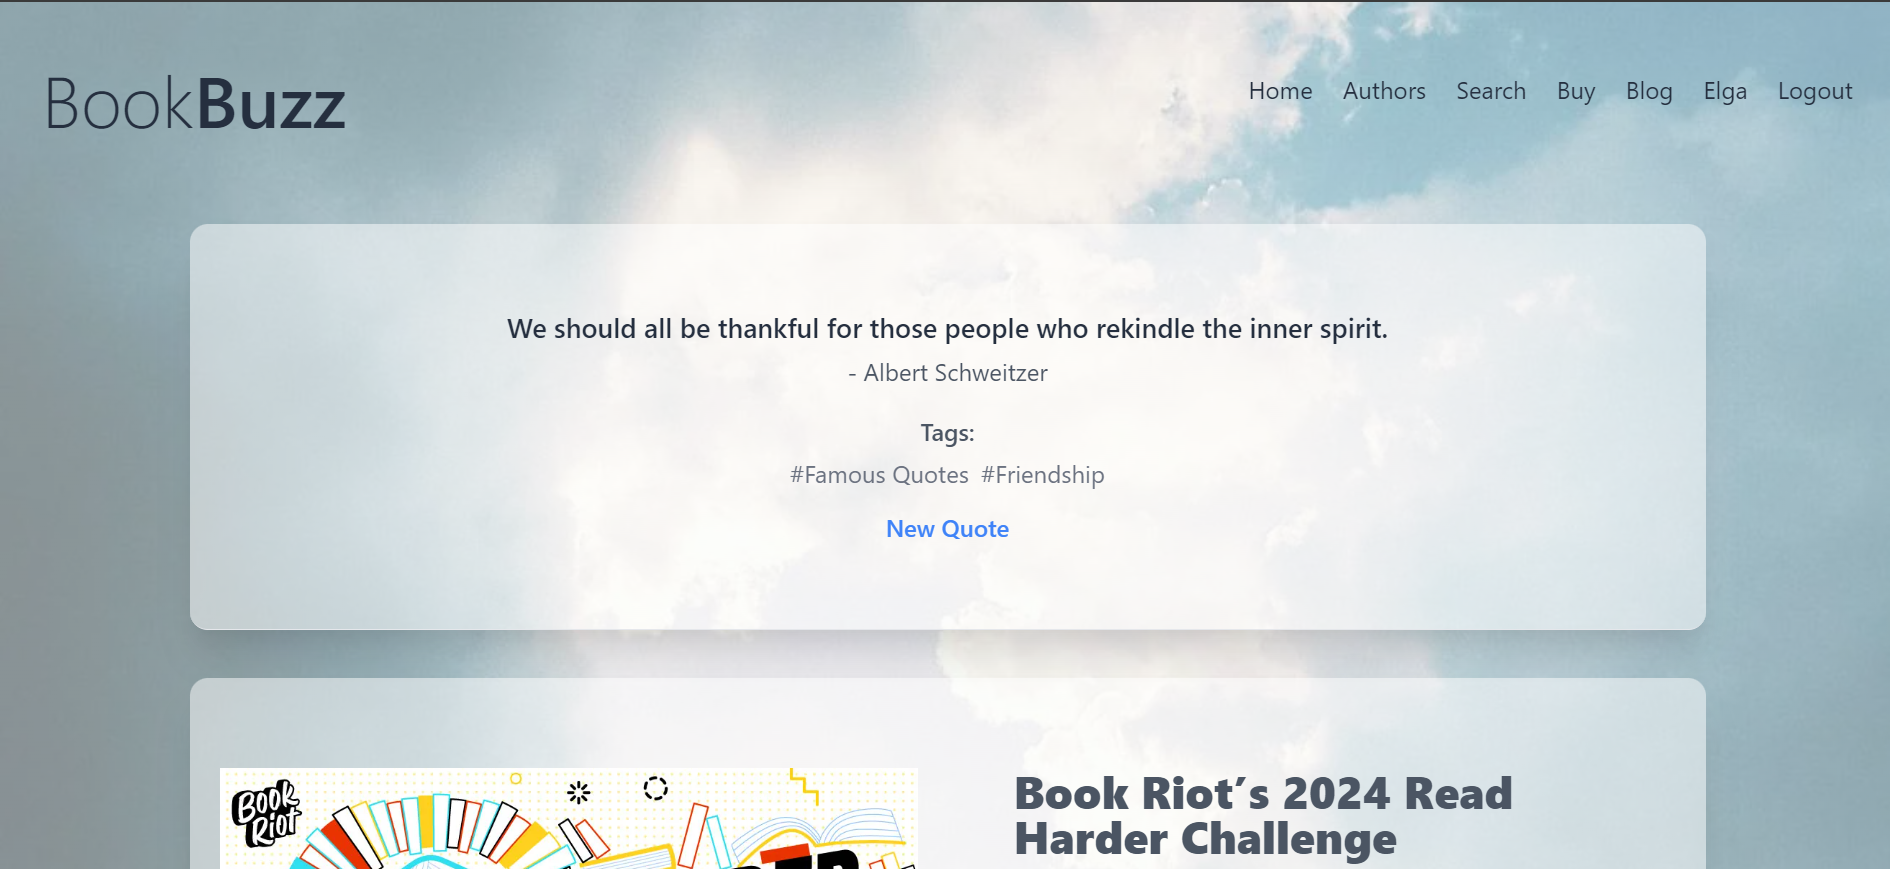 BookBuzz
Home Authors Search Buy Blog Elga Logout
We should all be thankful for those people who rekindle the inner spirit.
- Albert Schweitzer
Tags:
#Famous Quotes #Friendship
New Quote
Book Riot
Book Riot′s 2024 Read
Harder Challenge